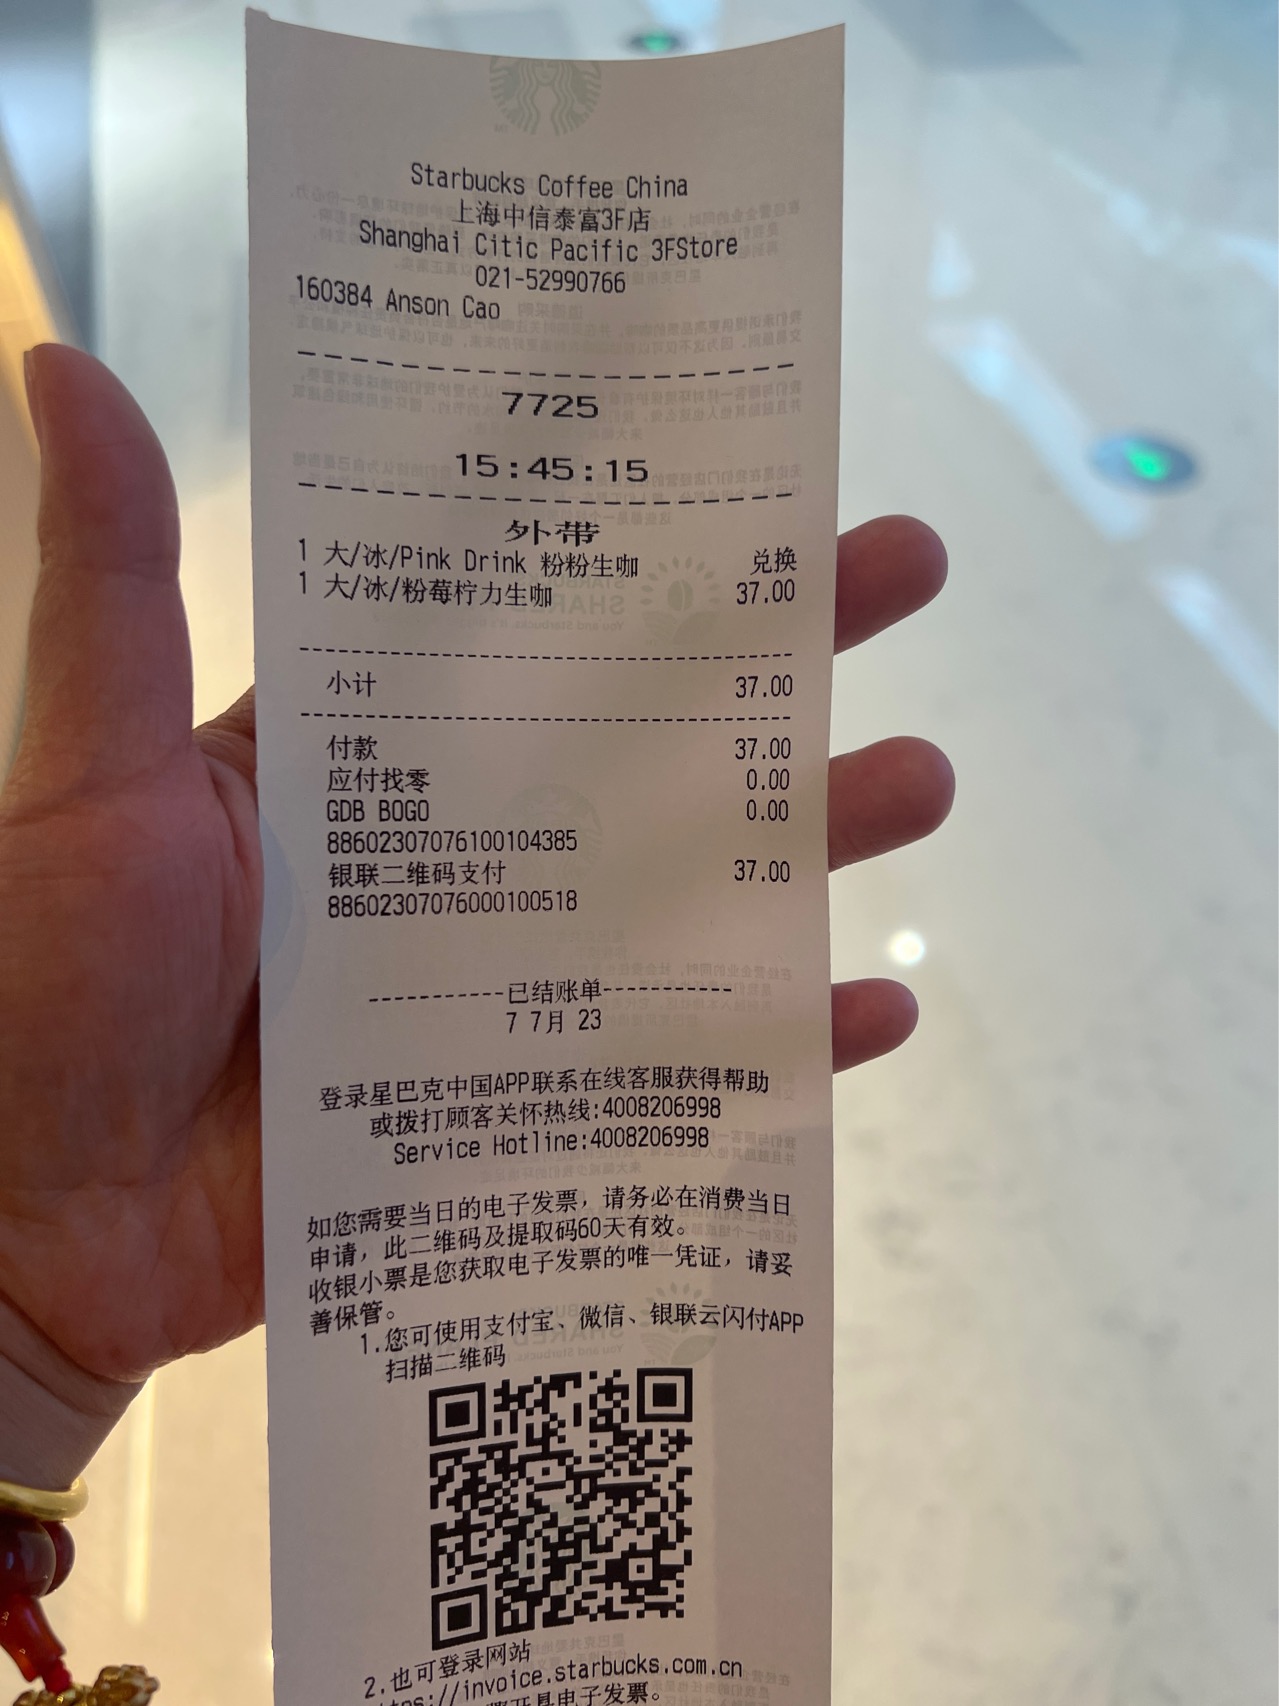 Starbucks Coffee China
上海中信泰富3F店
Shanghai Citic Pacific 3FStore
021-52990766
160384 Anson Cao
7725
15:45:15
外带
1 大/冰/Pink Drink 粉粉生咖 兑换
1 大/冰/粉莓柠力生咖 37.00
小计 37.00
付款 37.00
应付找零 0.00
GDB BOGO 0.00
88602307076100104385
银联二维码支付 37.00
88602307076000100518
-----------已结账单-----------
7 7月 23
登录星巴克中国APP联系在线客服获得帮助
或拨打顾客关怀热线:4008206998
Service Hotline:4008206998
如您需要当日的电子发票，请务必在消费当日
申请，此二维码及提取码60天有效。
收银小票是您获取电子发票的唯一凭证，请妥
善保管。
1.您可使用支付宝、微信、银联云闪付APP
扫描二维码
2.也可登录网站
ttps://invoice.starbucks.com.cn
开具电子发票。